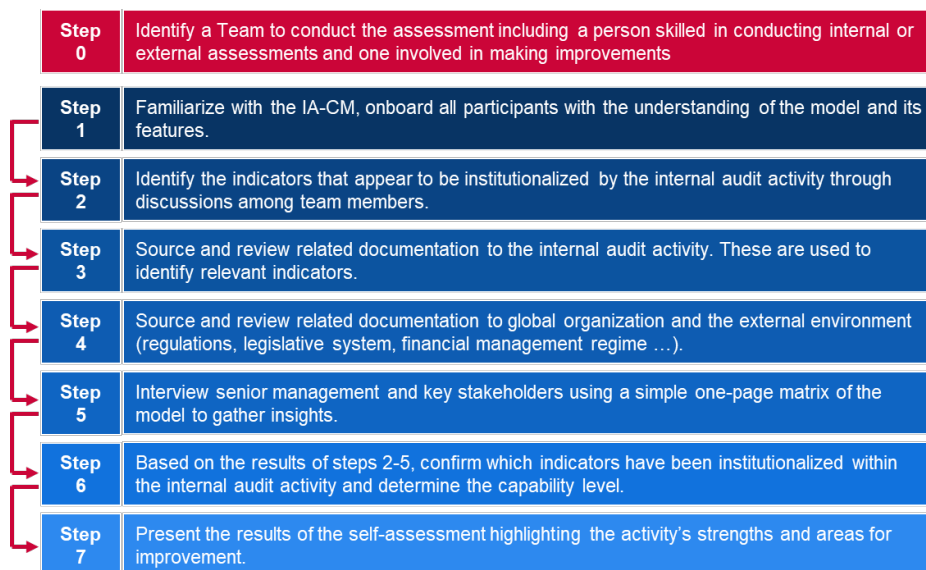 Step
0
Identify a Team to conduct the assessment including a person skilled in conducting internal or
external assessments and one involved in making improvements
Step
1
Familiarize with the IA-CM, onboard all participants with the understanding of the model and its
features.
Step
2
Identify the indicators that appear to be institutionalized by the internal audit activity through
discussions among team members.
Step
3
Source and review related documentation to the internal audit activity. These are used to
identify relevant indicators.
Step
4
Source and review related documentation to global organization and the external environment
(regulations, legislative system, financial management regime …).
Step
5
Interview senior management and key stakeholders using a simple one-page matrix of the
model to gather insights.
Step
6
Based on the results of steps 2-5, confirm which indicators have been institutionalized within
the internal audit activity and determine the capability level.
Step
7
Present the results of the self-assessment highlighting the activity's strengths and areas for
improvement.